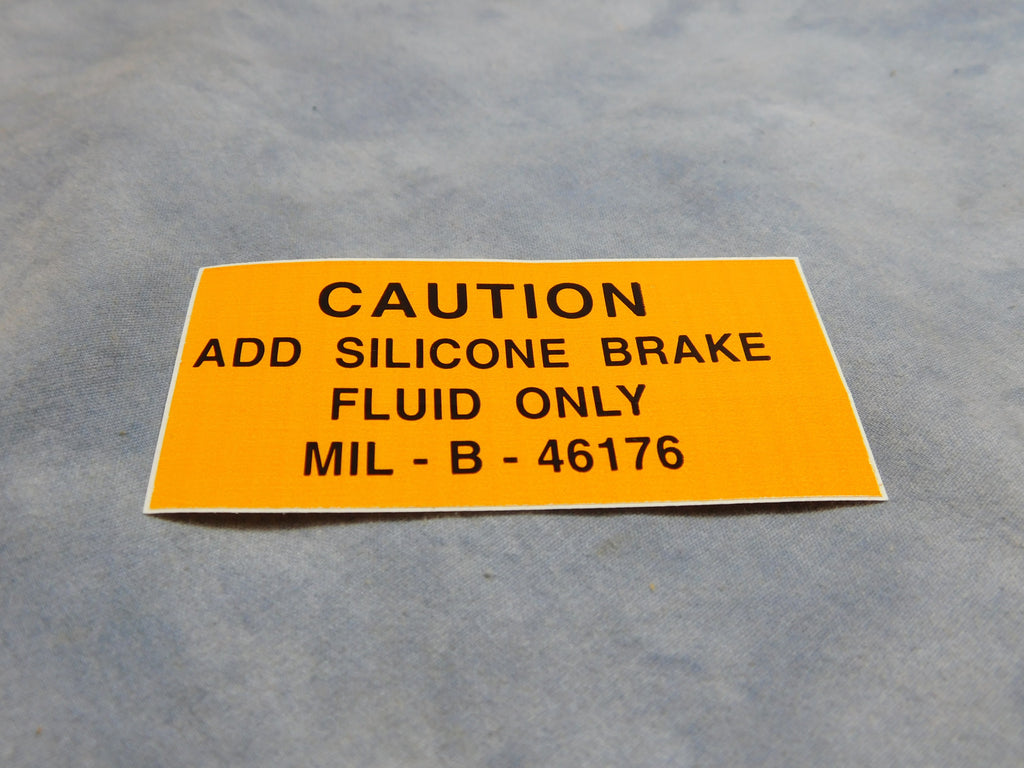 CAUTION
ADD SILICONE BRAKE
FLUID ONLY
MIL - B - 46176